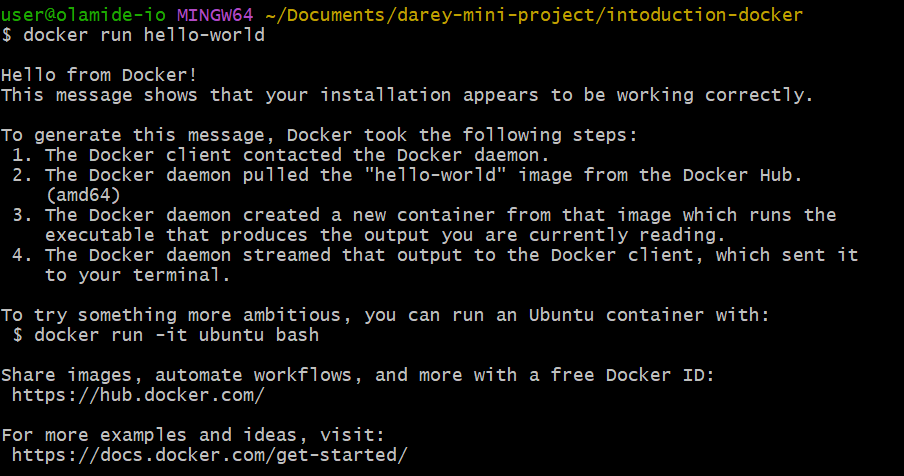 user@olamide-io MINGW64 ~/Documents/darey-mini-project/intoduction-docker
$ docker run hello-world
Hello from Docker!
This message shows that your installation appears to be working correctly.
To generate this message, Docker took the following steps:
1. The Docker client contacted the Docker daemon.
2. The Docker daemon pulled the "hello-world" image from the Docker Hub.
(amd64)
3. The Docker daemon created a new container from that image which runs the
executable that produces the output you are currently reading.
4. The Docker daemon streamed that output to the Docker client, which sent it
to your terminal.
To try something more ambitious, you can run an Ubuntu container with:
$ docker run -it ubuntu bash
Share images, automate workflows, and more with a free Docker ID:
https://hub.docker.com/
For more examples and ideas, visit:
https://docs.docker.com/get-started/